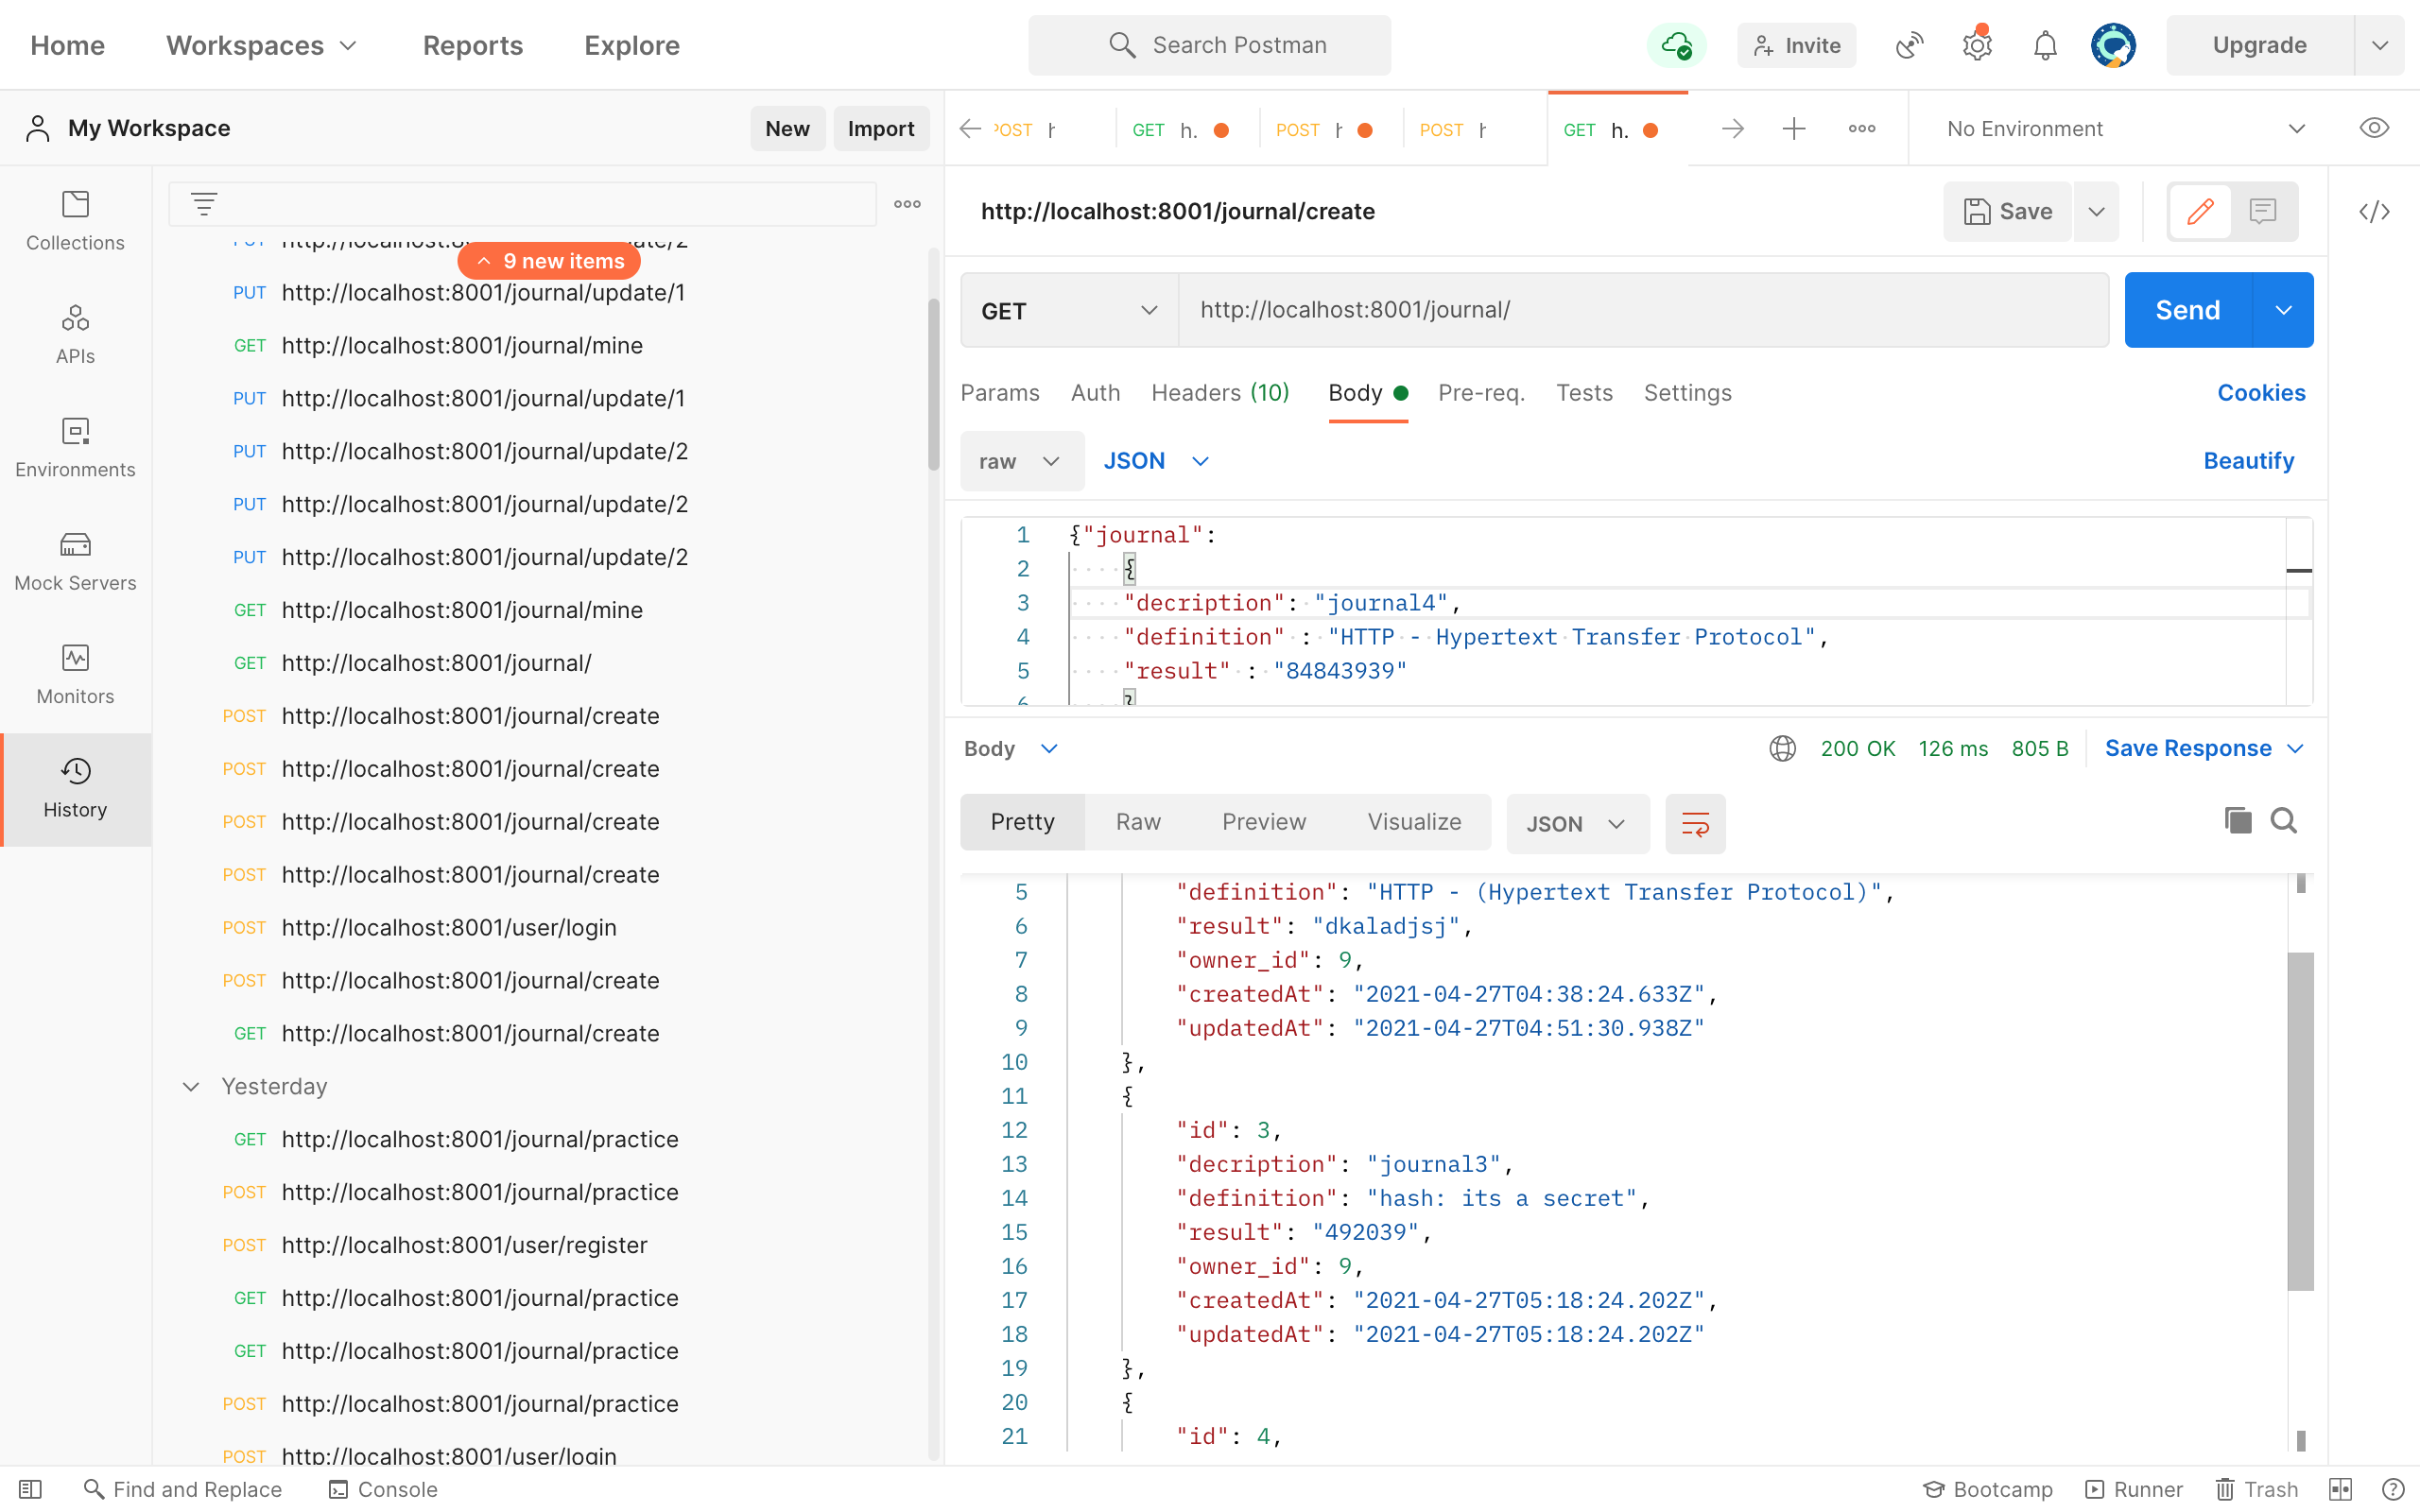 Home Workspaces Reports Explore Search Postman Invite Upgrade
My Workspace New Import
POST GET h. POST POST GET h. No Environment
Collections
APIs
Environments
Mock Servers
Monitors
History
9 new items
PUT http://localhost:8001/journal/update/1
GET http://localhost:8001/journal/mine
PUT http://localhost:8001/journal/update/1
PUT http://localhost:8001/journal/update/2
PUT http://localhost:8001/journal/update/2
PUT http://localhost:8001/journal/update/2
GET http://localhost:8001/journal/mine
GET http://localhost:8001/journal/
POST http://localhost:8001/journal/create
POST http://localhost:8001/journal/create
POST http://localhost:8001/journal/create
POST http://localhost:8001/journal/create
POST http://localhost:8001/user/login
POST http://localhost:8001/journal/create
GET http://localhost:8001/journal/create
Yesterday
GET http://localhost:8001/journal/practice
POST http://localhost:8001/journal/practice
POST http://localhost:8001/user/register
GET http://localhost:8001/journal/practice
GET http://localhost:8001/journal/practice
POST http://localhost:8001/journal/practice
POST http://localhost:8001/user/login
http://localhost:8001/journal/create Save
GET http://localhost:8001/journal/ Send
Params Auth Headers (10) Body Pre-req. Tests Settings Cookies
raw JSON Beautify
1 {"journal":
2 {
3 "decription": "journal4",
4 "definition" : "HTTP - Hypertext Transfer Protocol",
5 "result" : "84843939"
6 }
Body 200 OK 126 ms 805 B Save Response
Pretty Raw Preview Visualize JSON
5 "definition": "HTTP - (Hypertext Transfer Protocol)",
6 "result": "dkaladjsj",
7 "owner_id": 9,
8 "createdAt": "2021-04-27T04:38:24.633Z",
9 "updatedAt": "2021-04-27T04:51:30.938Z"
10 },
11 {
12 "id": 3,
13 "decription": "journal3",
14 "definition": "hash: its a secret",
15 "result": "492039",
16 "owner_id": 9,
17 "createdAt": "2021-04-27T05:18:24.202Z",
18 "updatedAt": "2021-04-27T05:18:24.202Z"
19 },
20 {
21 "id": 4,
Find and Replace Console Bootcamp Runner Trash